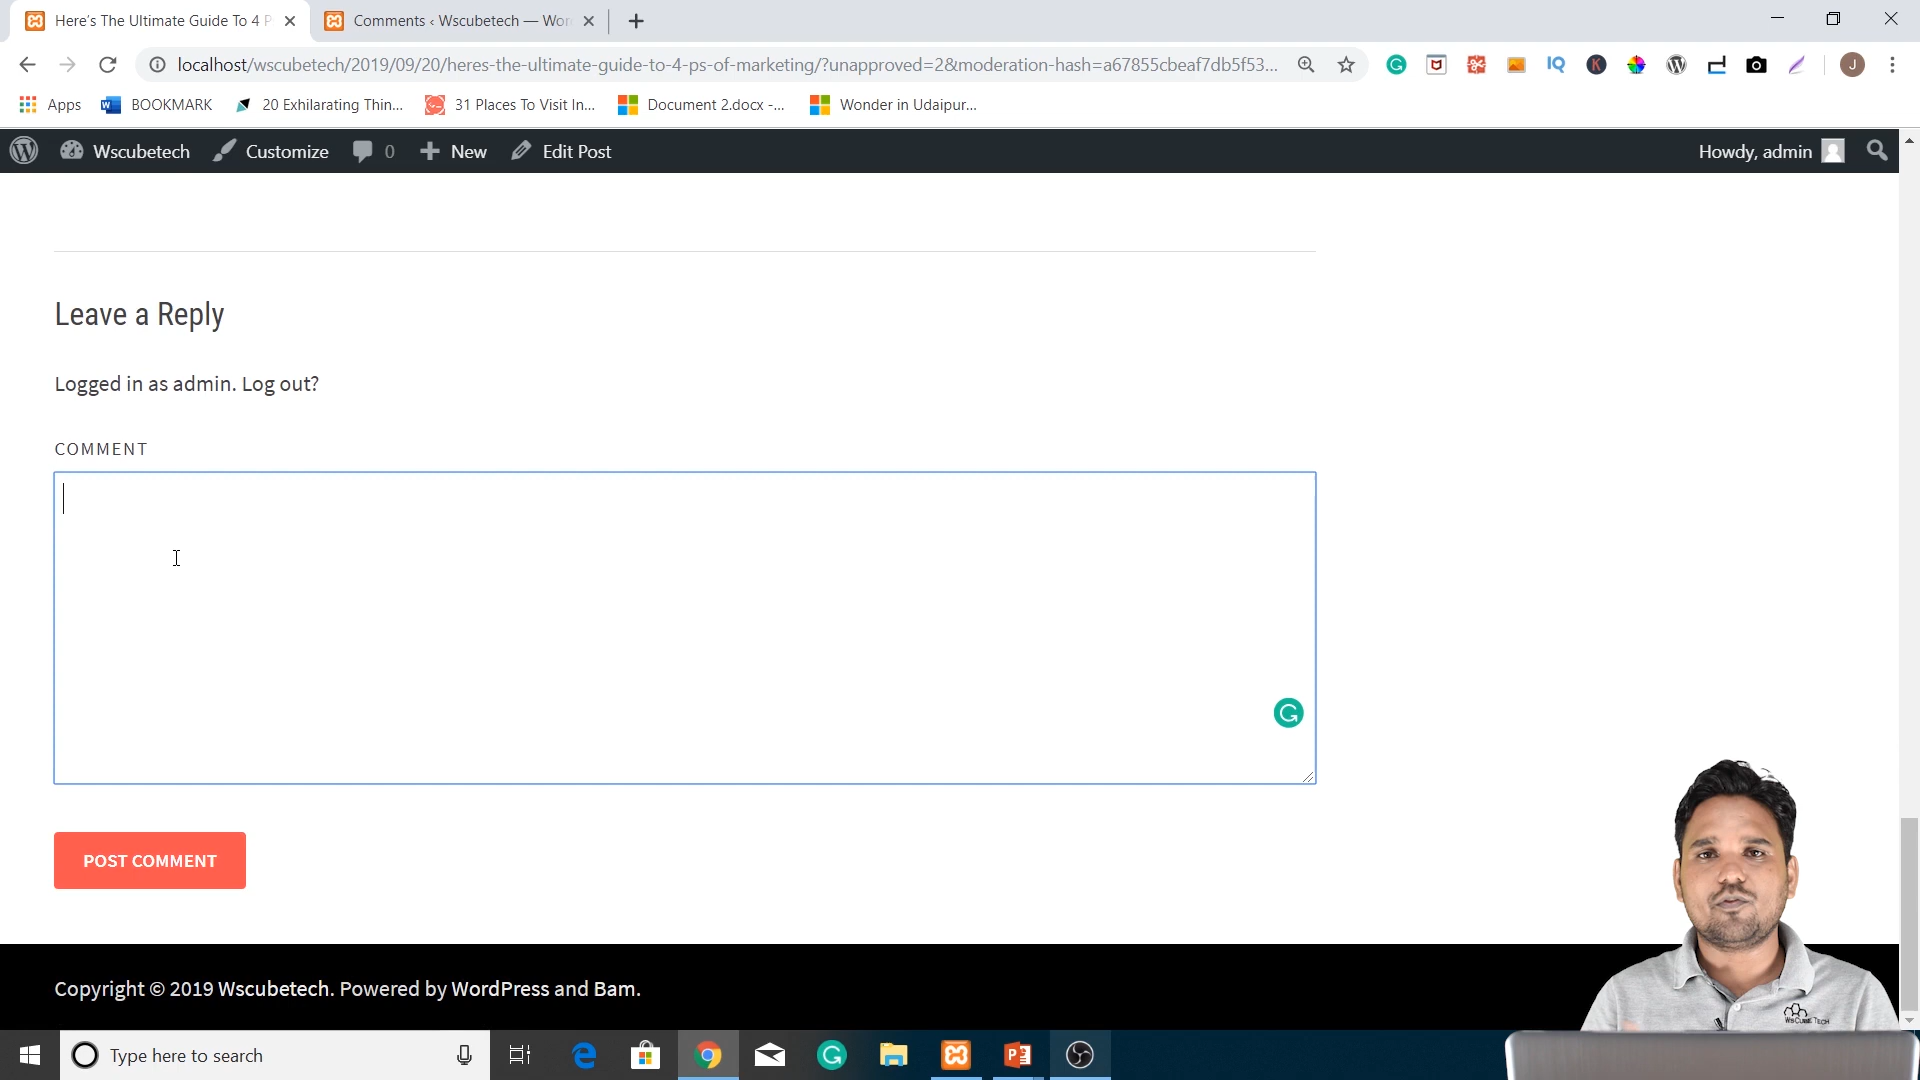 Here's The Ultimate Guide To 4 P
Comments ‹ Wscubetech — Wor
localhost/wscubetech/2019/09/20/heres-the-ultimate-guide-to-4-ps-of-marketing/?unapproved=2&moderation-hash=a67855cbeaf7db5f53...
IQ
K
J
Apps
BOOKMARK
20 Exhilarating Thin...
31 Places To Visit In...
Document 2.docx -...
Wonder in Udaipur...
Wscubetech
Customize
0
New
Edit Post
Howdy, admin
Leave a Reply
Logged in as admin. Log out?
COMMENT
POST COMMENT
Copyright © 2019 Wscubetech. Powered by WordPress and Bam.
WsCube Tech
Type here to search